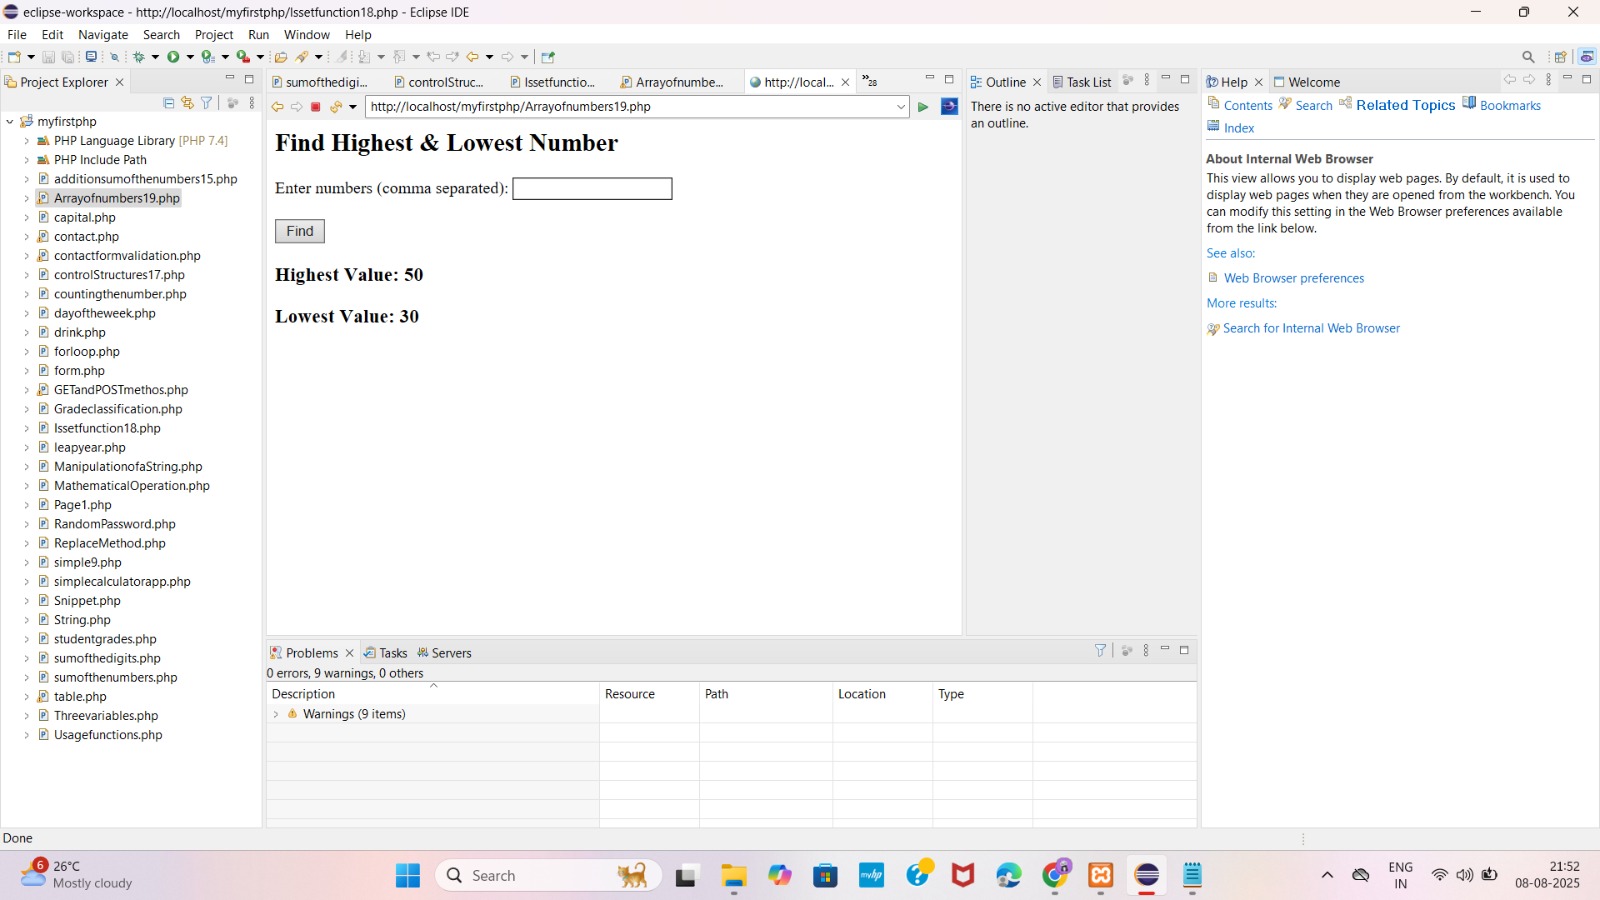 eclipse-workspace - http://localhost/myfirstphp/Issetfunction18.php - Eclipse IDE
File Edit Navigate Search Project Run Window Help
Project Explorer
myfirstphp
PHP Language Library [PHP 7.4]
PHP Include Path
additionsumofthenumbers15.php
Arrayofnumbers19.php
capital.php
contact.php
contactformvalidation.php
controlStructures17.php
countingthenumber.php
dayoftheweek.php
drink.php
forloop.php
form.php
GETandPOSTmethos.php
Gradeclassification.php
Issetfunction18.php
leapyear.php
ManipulationofaString.php
MathematicalOperation.php
Page1.php
RandomPassword.php
ReplaceMethod.php
simple9.php
simplecalculatorapp.php
Snippet.php
String.php
studentgrades.php
sumofthedigits.php
sumofthenumbers.php
table.php
Threevariables.php
Usagefunctions.php
sumofthedigi... controlStruc... Issetfunctio... Arrayofnumbe... http://local... »28
http://localhost/myfirstphp/Arrayofnumbers19.php
Find Highest & Lowest Number
Enter numbers (comma separated):
Find
Highest Value: 50
Lowest Value: 30
Outline Task List
There is no active editor that provides
an outline.
Help Welcome
Contents Search Related Topics Bookmarks
Index
About Internal Web Browser
This view allows you to display web pages. By default, it is used to
display web pages when they are opened from the workbench. You
can modify this setting in the Web Browser preferences available
from the link below.
See also:
Web Browser preferences
More results:
Search for Internal Web Browser
Problems Tasks Servers
0 errors, 9 warnings, 0 others
Description Resource Path Location Type
Warnings (9 items)
Done
6
26°C
Mostly cloudy
Search
myhp
ENG
IN
21:52
08-08-2025